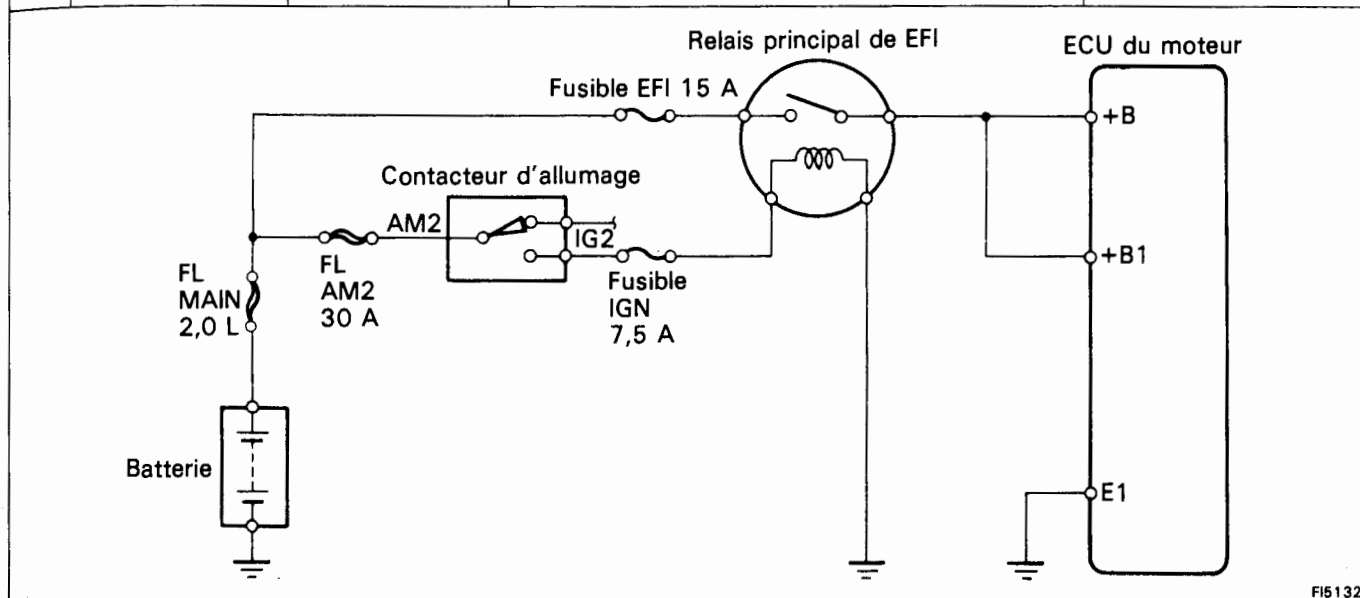 Relais principal de EFI
ECU du moteur
Fusible EFI 15 A
+B
Contacteur d'allumage
AM2
IG2
+B1
FL
MAIN
2,0 L
FL
AM2
30 A
Fusible
IGN
7,5 A
Batterie
E1
FI5132